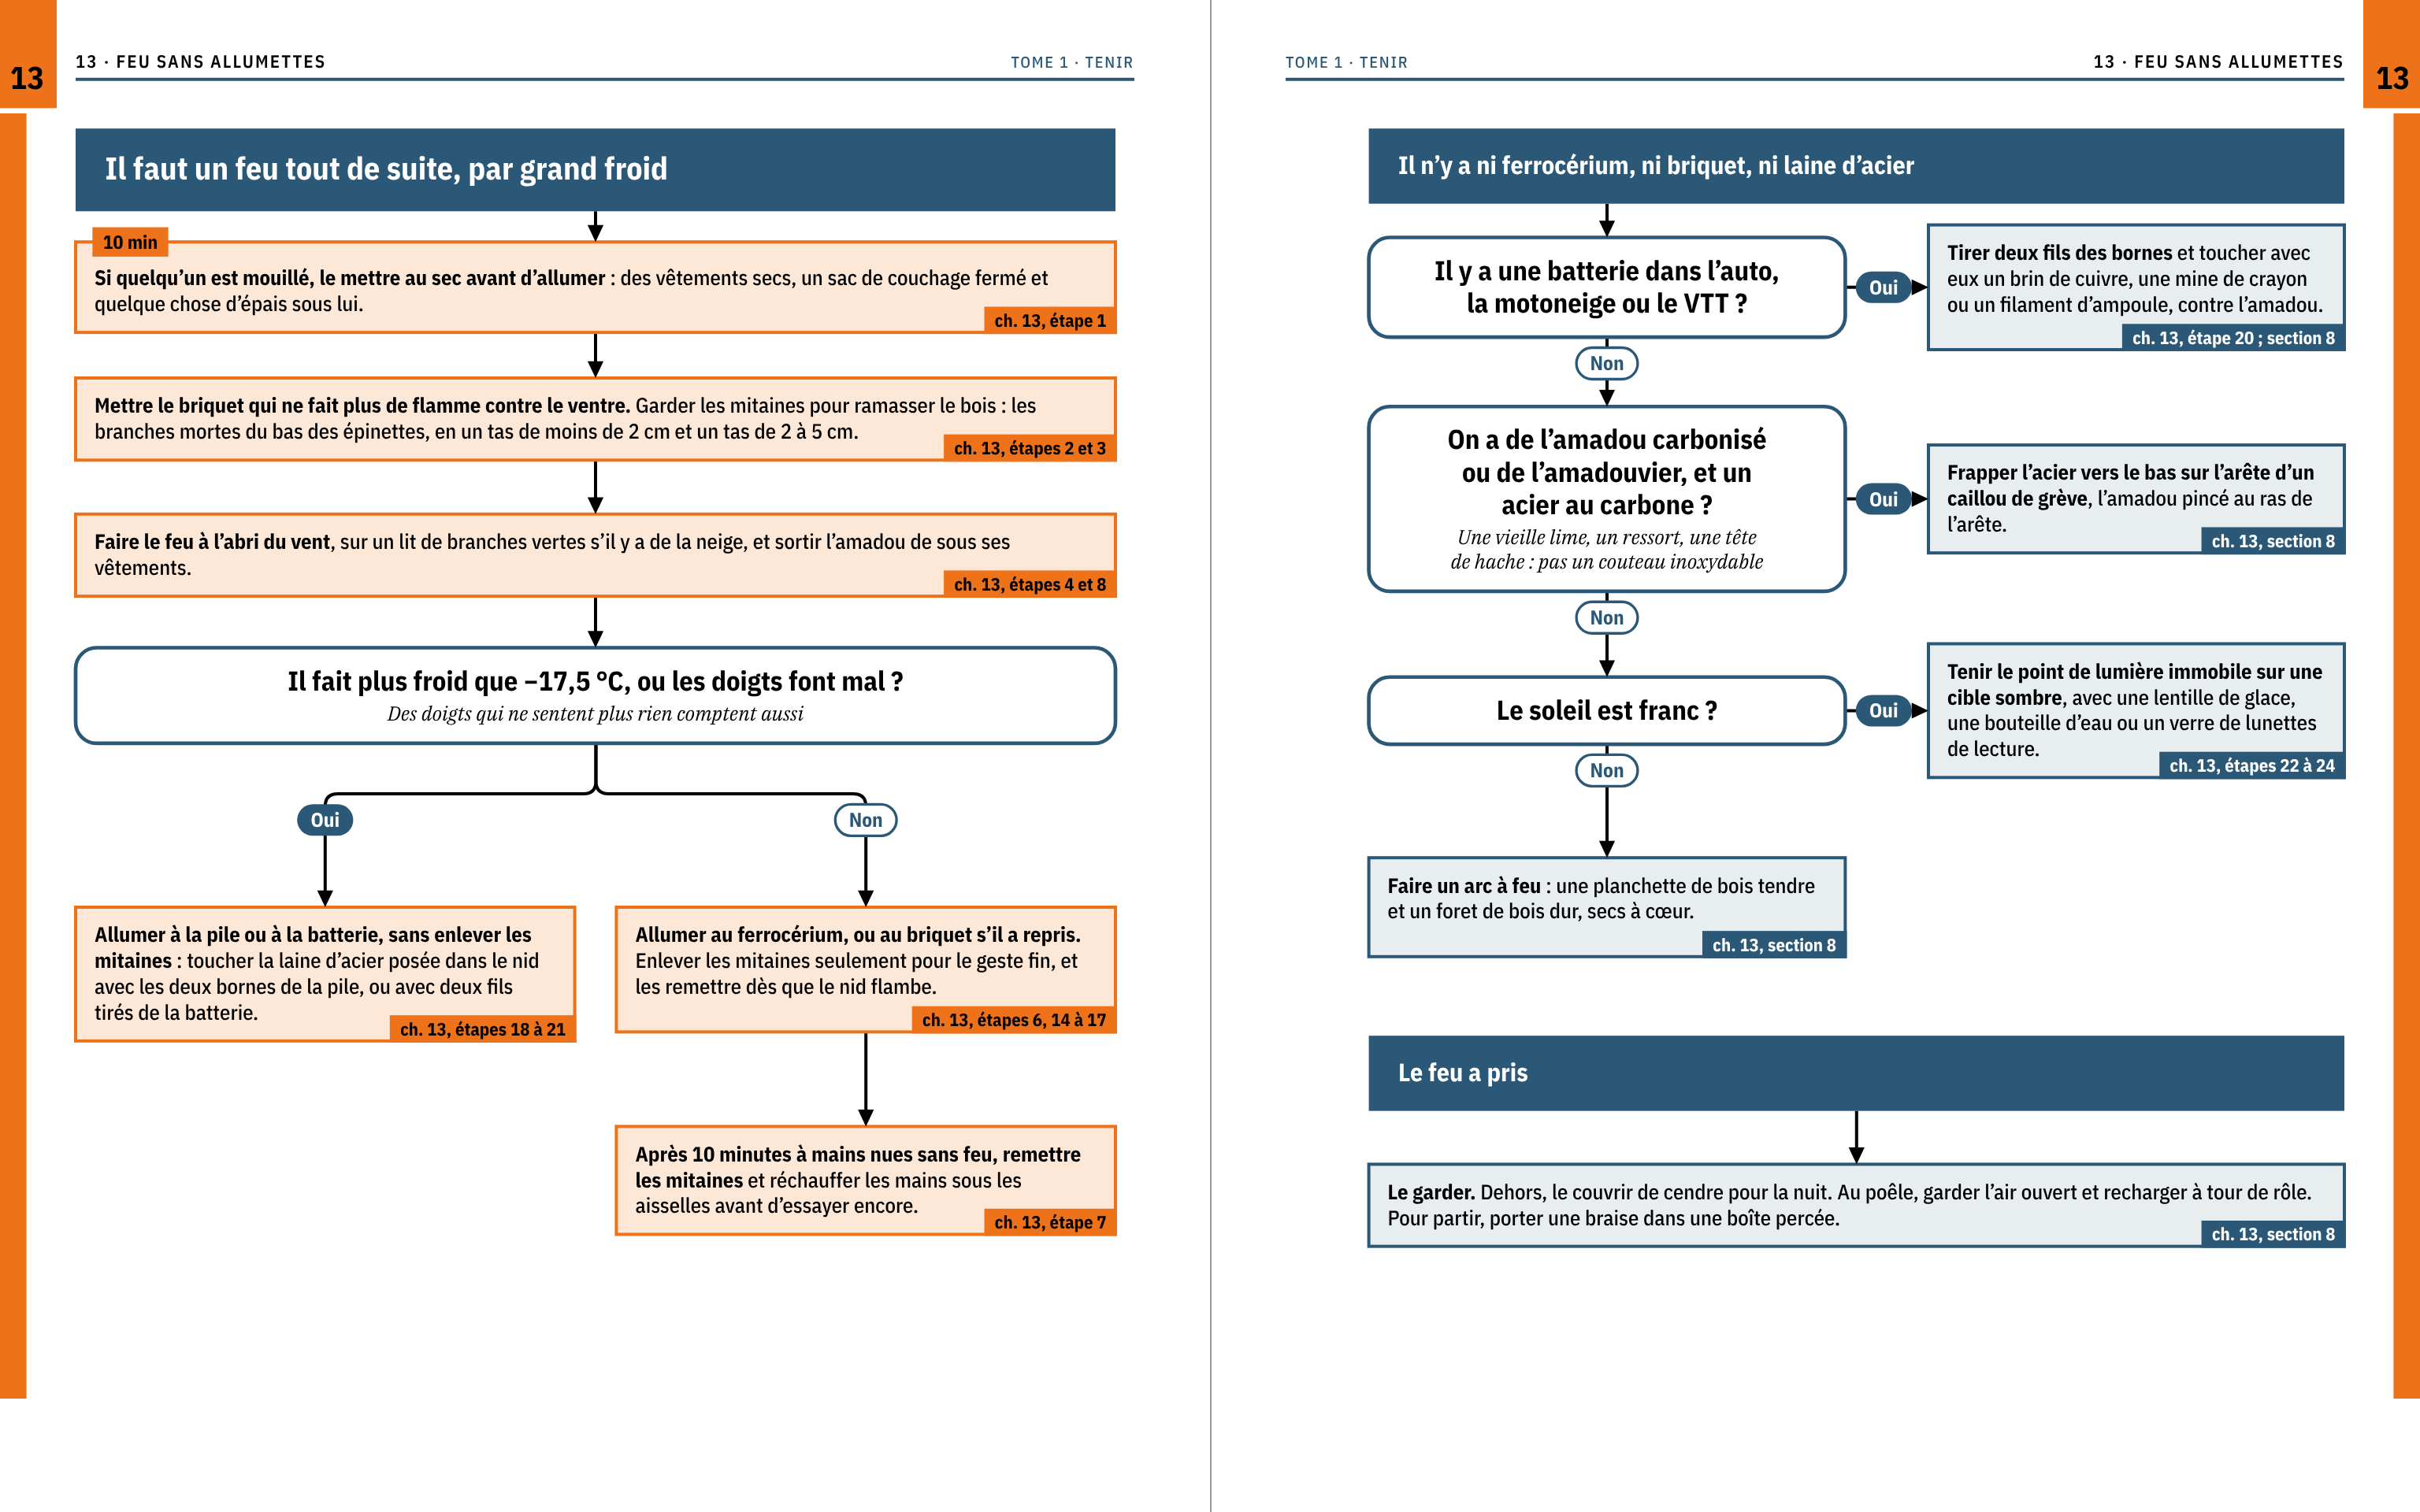 13
13 · FEU SANS ALLUMETTES
TOME 1 · TENIR
Il faut un feu tout de suite, par grand froid
10 min
Si quelqu’un est mouillé, le mettre au sec avant d’allumer : des vêtements secs, un sac de couchage fermé et
quelque chose d’épais sous lui.
ch. 13, étape 1
Mettre le briquet qui ne fait plus de flamme contre le ventre. Garder les mitaines pour ramasser le bois : les
branches mortes du bas des épinettes, en un tas de moins de 2 cm et un tas de 2 à 5 cm.
ch. 13, étapes 2 et 3
Faire le feu à l’abri du vent, sur un lit de branches vertes s’il y a de la neige, et sortir l’amadou de sous ses
vêtements.
ch. 13, étapes 4 et 8
Il fait plus froid que −17,5 °C, ou les doigts font mal ?
Des doigts qui ne sentent plus rien comptent aussi
Oui
Non
Allumer à la pile ou à la batterie, sans enlever les
mitaines : toucher la laine d’acier posée dans le nid
avec les deux bornes de la pile, ou avec deux fils
tirés de la batterie.
ch. 13, étapes 18 à 21
Allumer au ferrocérium, ou au briquet s’il a repris.
Enlever les mitaines seulement pour le geste fin, et
les remettre dès que le nid flambe.
ch. 13, étapes 6, 14 à 17
Après 10 minutes à mains nues sans feu, remettre
les mitaines et réchauffer les mains sous les
aisselles avant d’essayer encore.
ch. 13, étape 7
TOME 1 · TENIR
13 · FEU SANS ALLUMETTES
13
Il n’y a ni ferrocérium, ni briquet, ni laine d’acier
Il y a une batterie dans l’auto,
la motoneige ou le VTT ?
Oui
Tirer deux fils des bornes et toucher avec
eux un brin de cuivre, une mine de crayon
ou un filament d’ampoule, contre l’amadou.
ch. 13, étape 20 ; section 8
Non
On a de l’amadou carbonisé
ou de l’amadouvier, et un
acier au carbone ?
Une vieille lime, un ressort, une tête
de hache : pas un couteau inoxydable
Oui
Frapper l’acier vers le bas sur l’arête d’un
caillou de grève, l’amadou pincé au ras de
l’arête.
ch. 13, section 8
Non
Le soleil est franc ?
Oui
Tenir le point de lumière immobile sur une
cible sombre, avec une lentille de glace,
une bouteille d’eau ou un verre de lunettes
de lecture.
ch. 13, étapes 22 à 24
Non
Faire un arc à feu : une planchette de bois tendre
et un foret de bois dur, secs à cœur.
ch. 13, section 8
Le feu a pris
Le garder. Dehors, le couvrir de cendre pour la nuit. Au poêle, garder l’air ouvert et recharger à tour de rôle.
Pour partir, porter une braise dans une boîte percée.
ch. 13, section 8